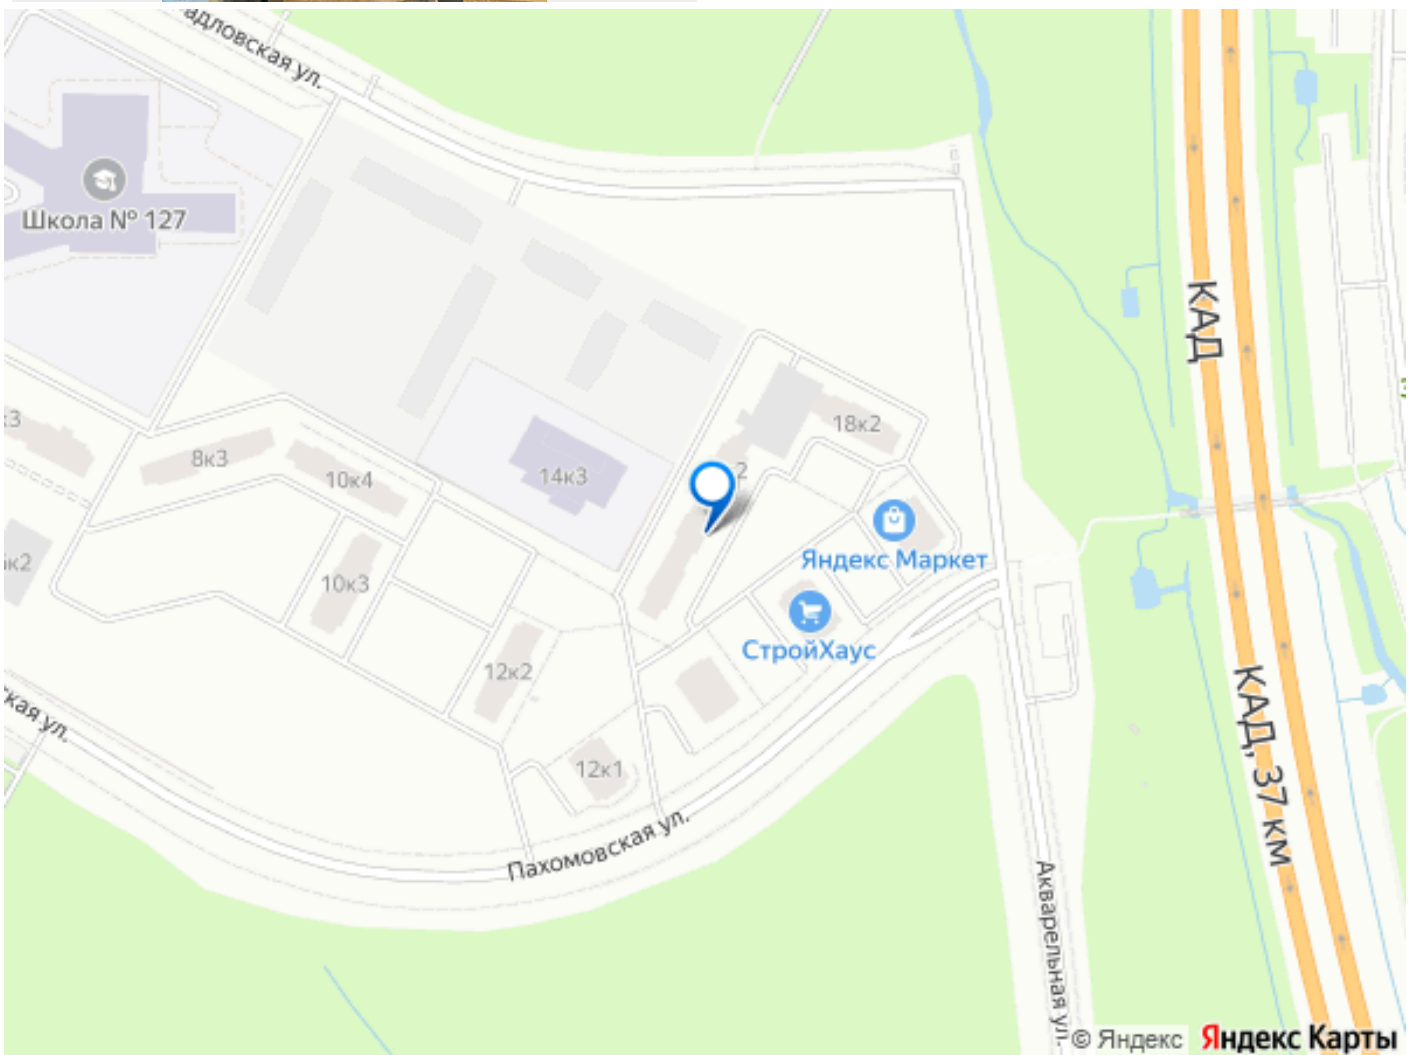 адловская ул.
Школа № 127
КАД
18к2
8к3
10к4
14к3
2
Яндекс Маркет
10к3
СтройХаус
12к2
кая ул.
12к1
КАД, 37 км
Пахомовская ул.
Акварельная ул.
© Яндекс Яндекс Карты